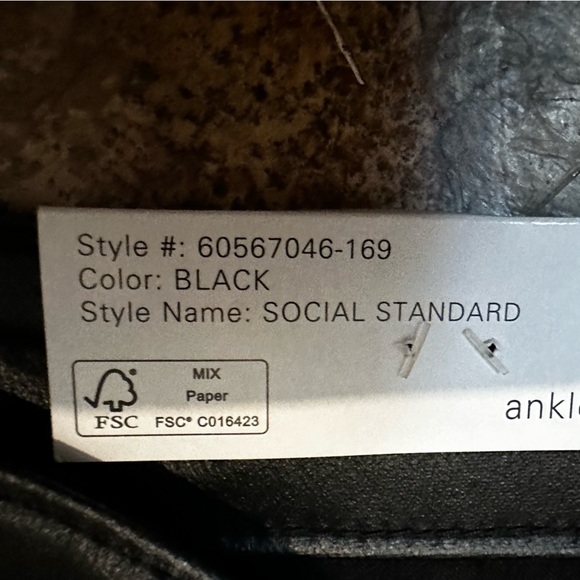 Style #: 60567046-169
Color: BLACK
Style Name: SOCIAL STANDARD
MIX
Paper
FSC
FSC® C016423
ankl